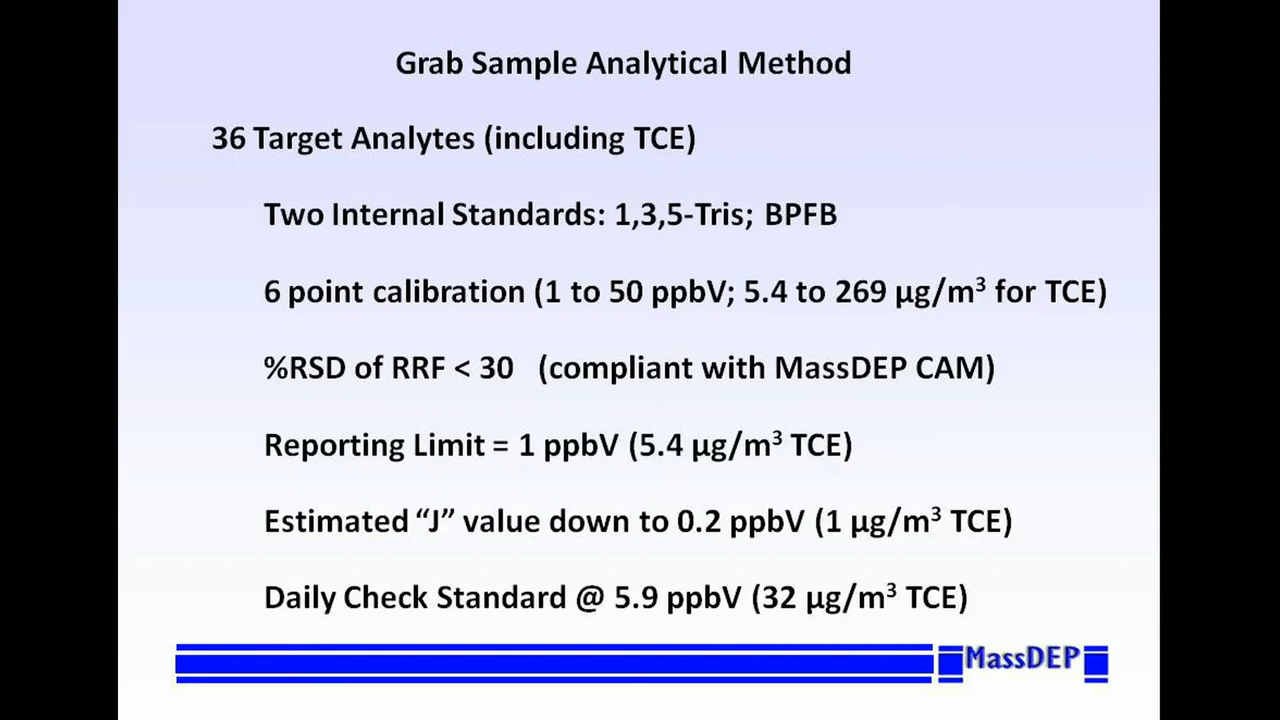 Grab Sample Analytical Method
36 Target Analytes (including TCE)
Two Internal Standards: 1,3,5-Tris; BPFB
6 point calibration (1 to 50 ppbV; 5.4 to 269 µg/m³ for TCE)
%RSD of RRF < 30 (compliant with MassDEP CAM)
Reporting Limit = 1 ppbV (5.4 µg/m³ TCE)
Estimated “J” value down to 0.2 ppbV (1 µg/m³ TCE)
Daily Check Standard @ 5.9 ppbV (32 µg/m³ TCE)
MassDEP